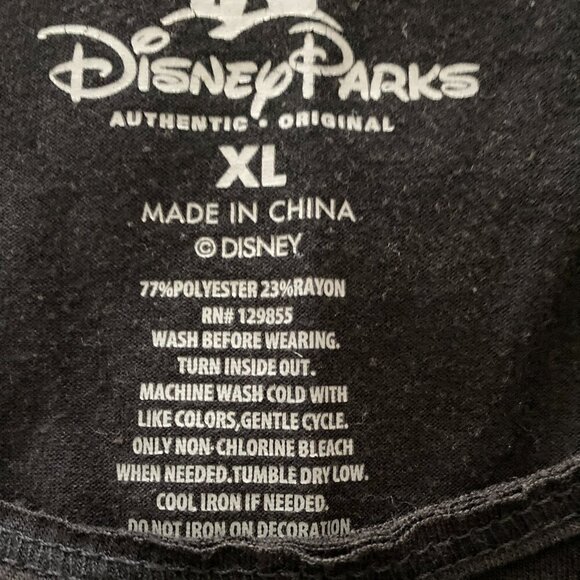 Disney Parks
AUTHENTIC • ORIGINAL
XL
MADE IN CHINA
© DISNEY
77%POLYESTER 23%RAYON
RN# 129855
WASH BEFORE WEARING.
TURN INSIDE OUT.
MACHINE WASH COLD WITH
LIKE COLORS,GENTLE CYCLE.
ONLY NON-CHLORINE BLEACH
WHEN NEEDED.TUMBLE DRY LOW.
COOL IRON IF NEEDED.
DO NOT IRON ON DECORATION.